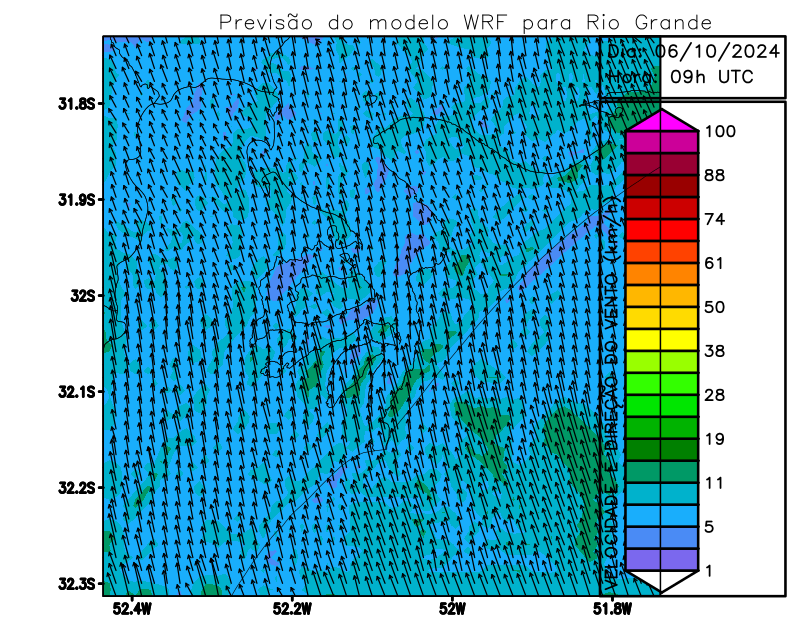 Previsão do modelo WRF para Rio Grande
Dia: 06/10/2024
Hora: 09h UTC
31.8S
31.9S
32S
32.1S
32.2S
32.3S
52.4W
52.2W
52W
51.8W
VELOCIDADE E DIREÇÃO DO VENTO (km/h)
100
88
74
61
50
38
28
19
11
5
1